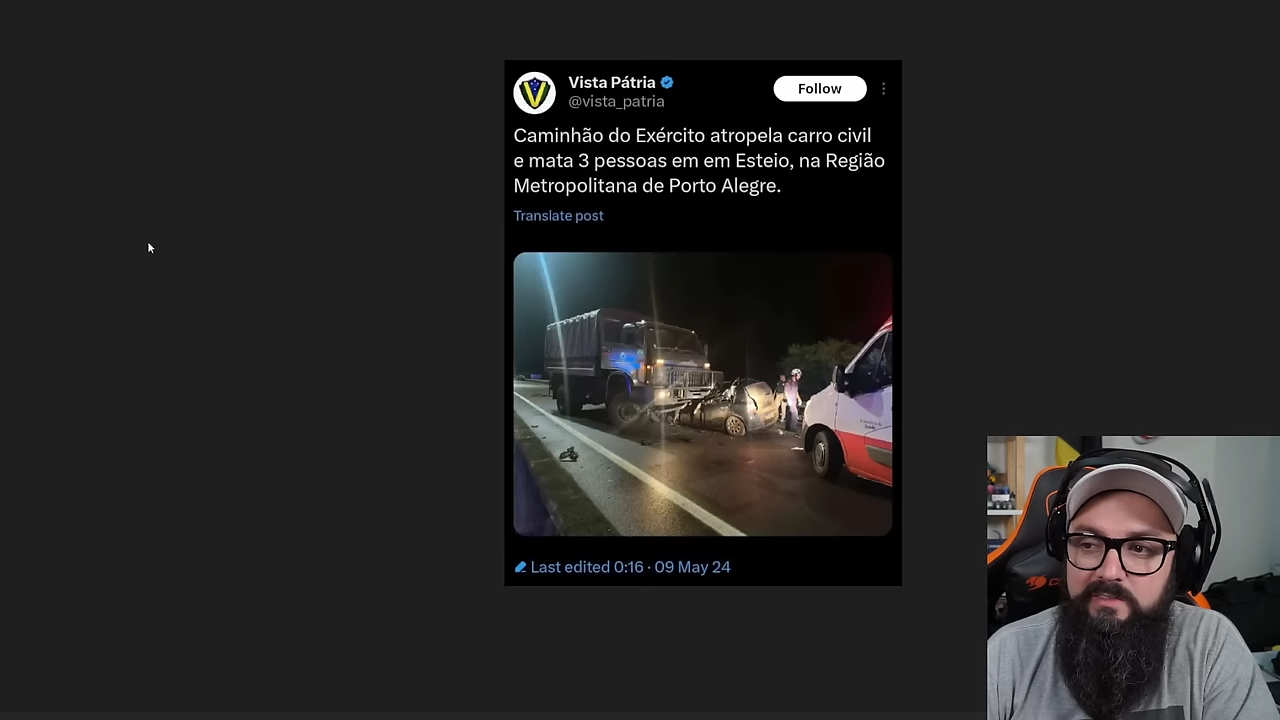 Vista Pátria
Follow
@vista_patria
Caminhão do Exército atropela carro civil
e mata 3 pessoas em em Esteio, na Região
Metropolitana de Porto Alegre.
Translate post
Last edited 0:16 · 09 May 24